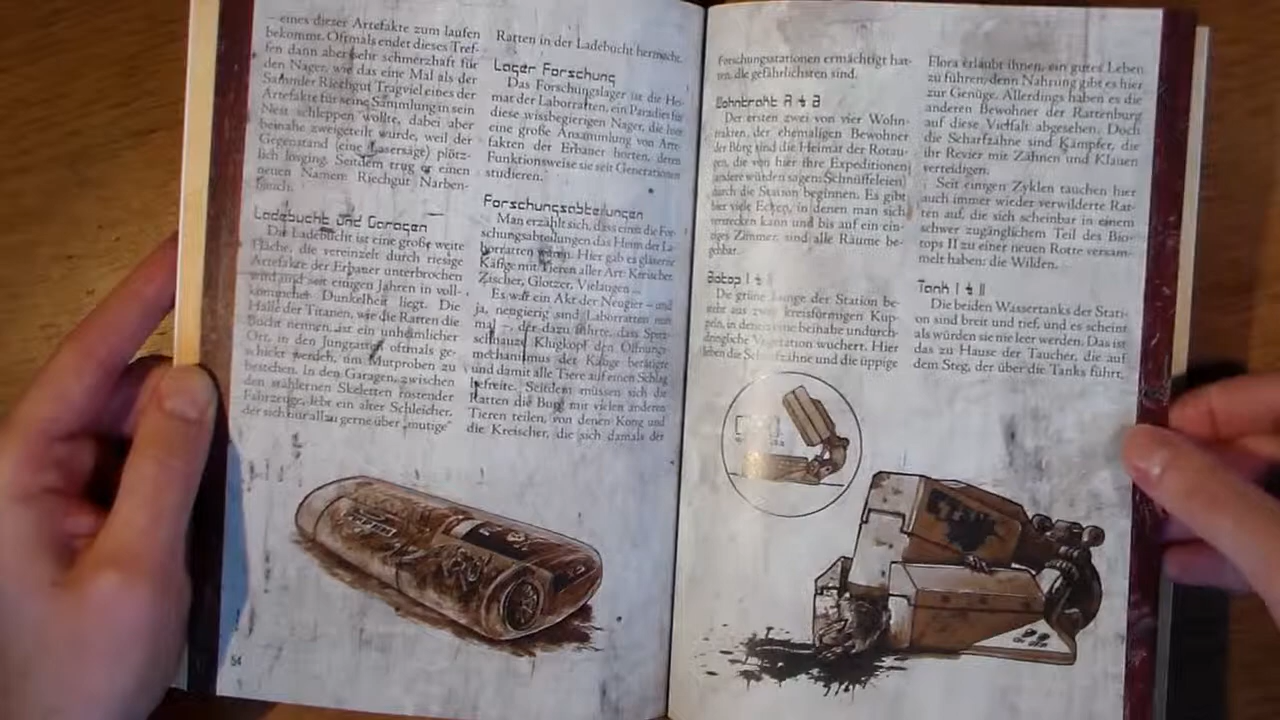 – eines dieser Artefakte zum laufen
bekommt. Oftmals endet dieses Tref-
fen dann aber sehr schmerzhaft für
den Nager, wie das eine Mal als der
Sammler Riechgut Tragviel eines der
Artefakte für seine Sammlung in sein
Nest schleppen wollte, dabei aber
beinahe zweigeteilt wurde, weil der
Gegenstand (eine Lasersäge) plötz-
lich losging. Seitdem trug er einen
neuen Namen: Riechgut Narben-
bauch.
Ladebucht und Garagen
Die Ladebucht ist eine große weite
Fläche, die vereinzelt durch riesige
Artefakte der Erbauer unterbrochen
wird und seit einigen Jahren in voll-
kommener Dunkelheit liegt. Die
Halle der Titanen, wie die Ratten die
Bucht nennen, ist ein unheimlicher
Ort, in den Jungratten oftmals ge-
schickt werden, um Mutproben zu
bestehen. In den Garagen, zwischen
den stählernen Skeletten rostender
Fahrzeuge, lebt ein alter Schleicher,
der sich nur allzu gerne über „mutige“
Ratten in der Ladebucht hermacht.
Lager Forschung
Das Forschungslager ist die Hei-
mat der Laborratten, ein Paradies für
diese wissbegierigen Nager, die hier
eine große Ansammlung von Arte-
fakten der Erbauer horten, deren
Funktionsweise sie seit Generationen
studieren.
Forschungsabteilungen
Man erzählt sich, dass einst die For-
schungsabteilungen das Heim der La-
borratten waren. Hier gab es gläserne
Käfige mit Tieren aller Art: Kreischer,
Zischer, Glotzer, Vielaugen –
Es war ein Akt der Neugier – und
ja, neugierig sind Laborratten nun
mal – der dazu führte, dass Spitz-
schnauz Klugkopf den Öffnungs-
mechanismus der Käfige betätigte
und damit alle Tiere auf einen Schlag
befreite. Seitdem müssen sich die
Ratten die Burg mit vielen anderen
Tieren teilen, von denen Kong und
die Kreischer, die sich damals der
54
Forschungsstationen ermächtigt hat-
ten, die gefährlichsten sind.
Wohntrakt A & B
Der ersten zwei von vier Wohn-
trakten, der ehemaligen Bewohner
der Burg sind die Heimat der Rotau-
gen, die von hier ihre Expeditionen
(andere würden sagen: Schnüffeleien)
durch die Station beginnen. Es gibt
hier viele Ecken, in denen man sich
verstecken kann und bis auf ein ein-
ziges Zimmer, sind alle Räume be-
gehbar.
Biotop I & II
Die grüne Lunge der Station be-
steht aus zwei kreisförmigen Kup-
peln, in denen eine beinahe undurch-
dringliche Vegetation wuchert. Hier
leben die Scharfzähne und die üppige
Flora erlaubt ihnen, ein gutes Leben
zu führen, denn Nahrung gibt es hier
zur Genüge. Allerdings haben es die
anderen Bewohner der Rattenburg
auf diese Vielfalt abgesehen. Doch
die Scharfzähne sind Kämpfer, die
ihr Revier mit Zähnen und Klauen
verteidigen.
Seit einigen Zyklen tauchen hier
auch immer wieder verwilderte Rat-
ten auf, die sich scheinbar in einem
schwer zugänglichem Teil des Bio-
tops II zu einer neuen Rotte versam-
melt haben: die Wilden.
Tank I & II
Die beiden Wassertanks der Stati-
on sind breit und tief, und es scheint
als würden sie nie leer werden. Das ist
das zu Hause der Taucher, die auf
dem Steg, der über die Tanks führt,